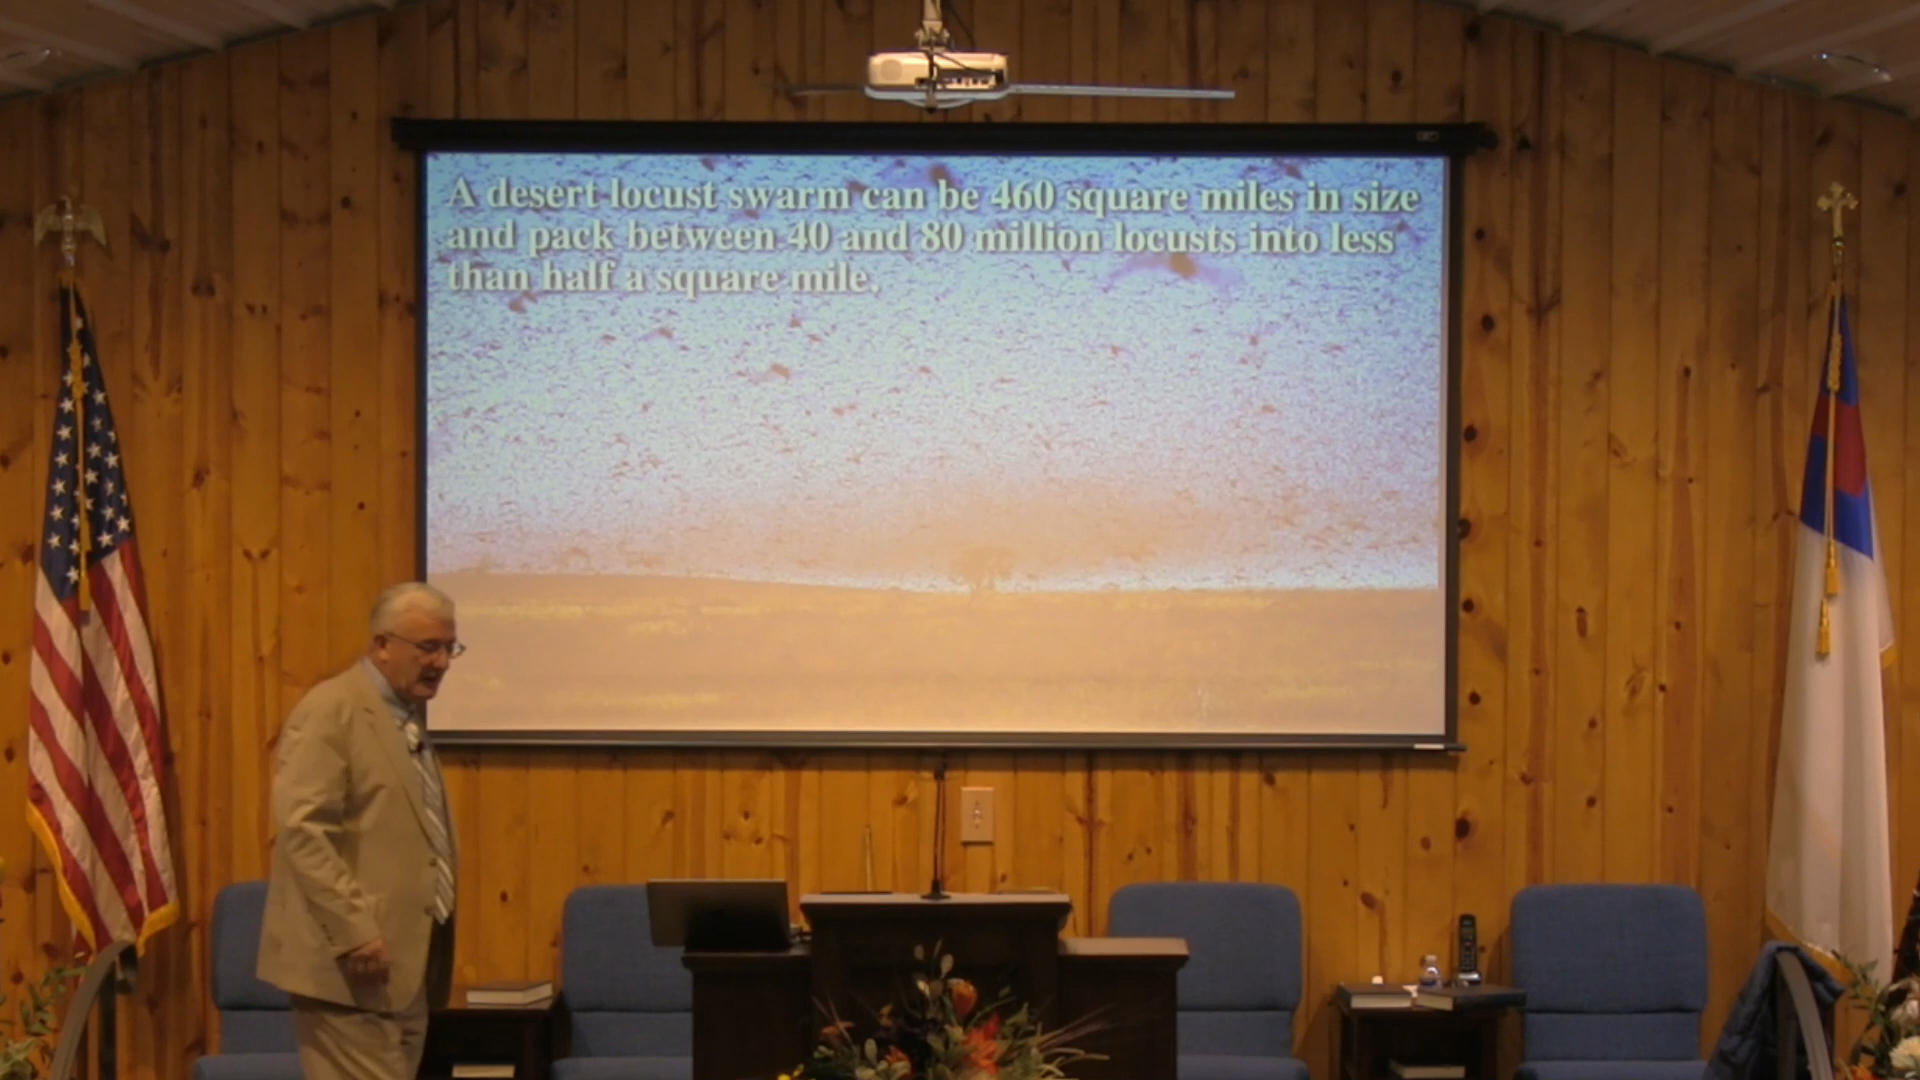 A desert locust swarm can be 460 square miles in size
and pack between 40 and 80 million locusts into less
than half a square mile.